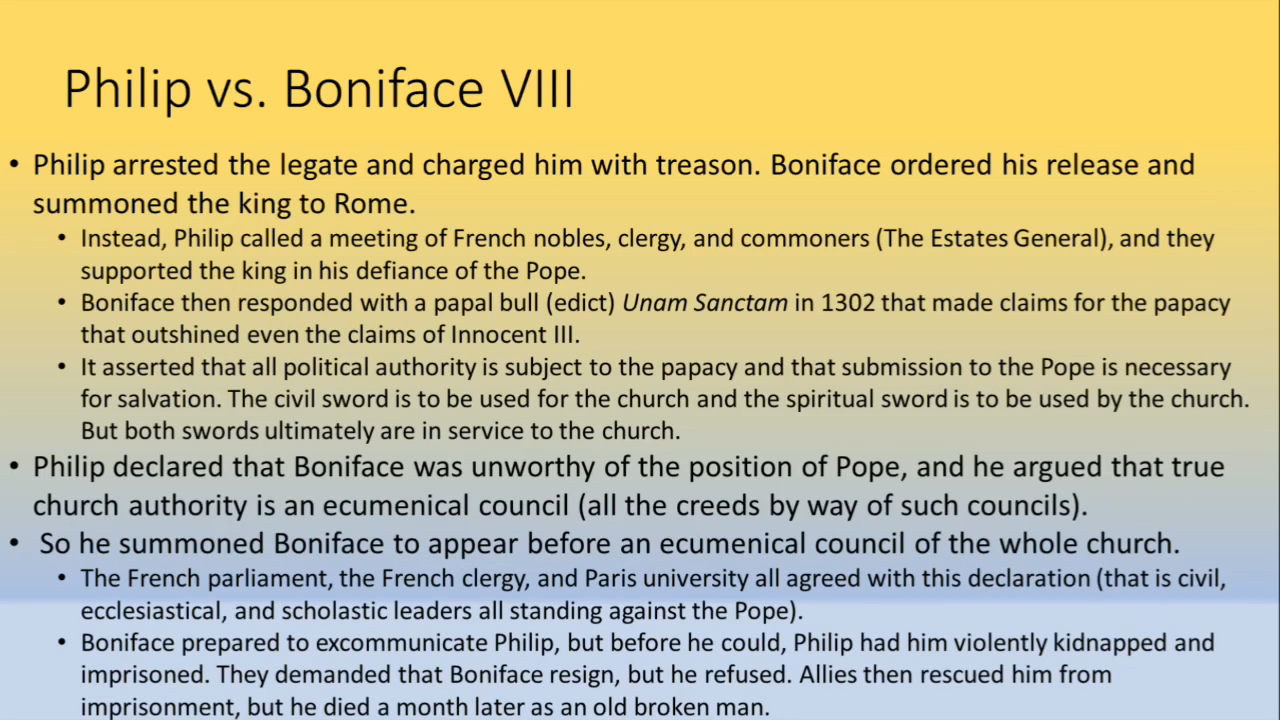 Philip vs. Boniface VIII
• Philip arrested the legate and charged him with treason. Boniface ordered his release and
summoned the king to Rome.
• Instead, Philip called a meeting of French nobles, clergy, and commoners (The Estates General), and they
supported the king in his defiance of the Pope.
• Boniface then responded with a papal bull (edict) Unam Sanctam in 1302 that made claims for the papacy
that outshined even the claims of Innocent III.
• It asserted that all political authority is subject to the papacy and that submission to the Pope is necessary
for salvation. The civil sword is to be used for the church and the spiritual sword is to be used by the church.
But both swords ultimately are in service to the church.
• Philip declared that Boniface was unworthy of the position of Pope, and he argued that true
church authority is an ecumenical council (all the creeds by way of such councils).
• So he summoned Boniface to appear before an ecumenical council of the whole church.
• The French parliament, the French clergy, and Paris university all agreed with this declaration (that is civil,
ecclesiastical, and scholastic leaders all standing against the Pope).
• Boniface prepared to excommunicate Philip, but before he could, Philip had him violently kidnapped and
imprisoned. They demanded that Boniface resign, but he refused. Allies then rescued him from
imprisonment, but he died a month later as an old broken man.